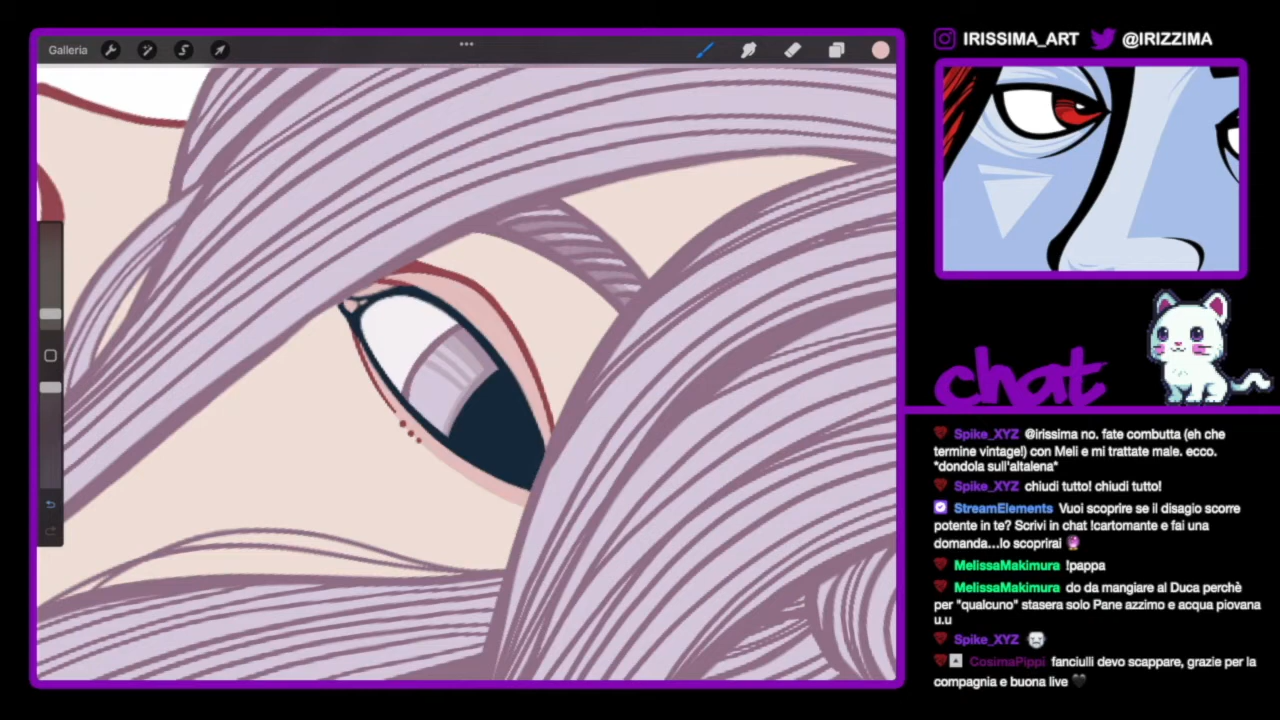 Galleria
IRISSIMA_ART @IRIZZIMA
chat
Spike_XYZ @irissima no. fate combutta (eh che
termine vintage!) con Meli e mi trattate male. ecco.
*dondola sull'altalena*
Spike_XYZ chiudi tutto! chiudi tutto!
StreamElements Vuoi scoprire se il disagio scorre
potente in te? Scrivi in chat !cartomante e fai una
domanda...lo scoprirai
MelissaMakimura !pappa
MelissaMakimura do da mangiare al Duca perchè
per "qualcuno" stasera solo Pane azzimo e acqua piovana
u.u
Spike_XYZ
CosimaPippi fanciulli devo scappare, grazie per la
compagnia e buona live